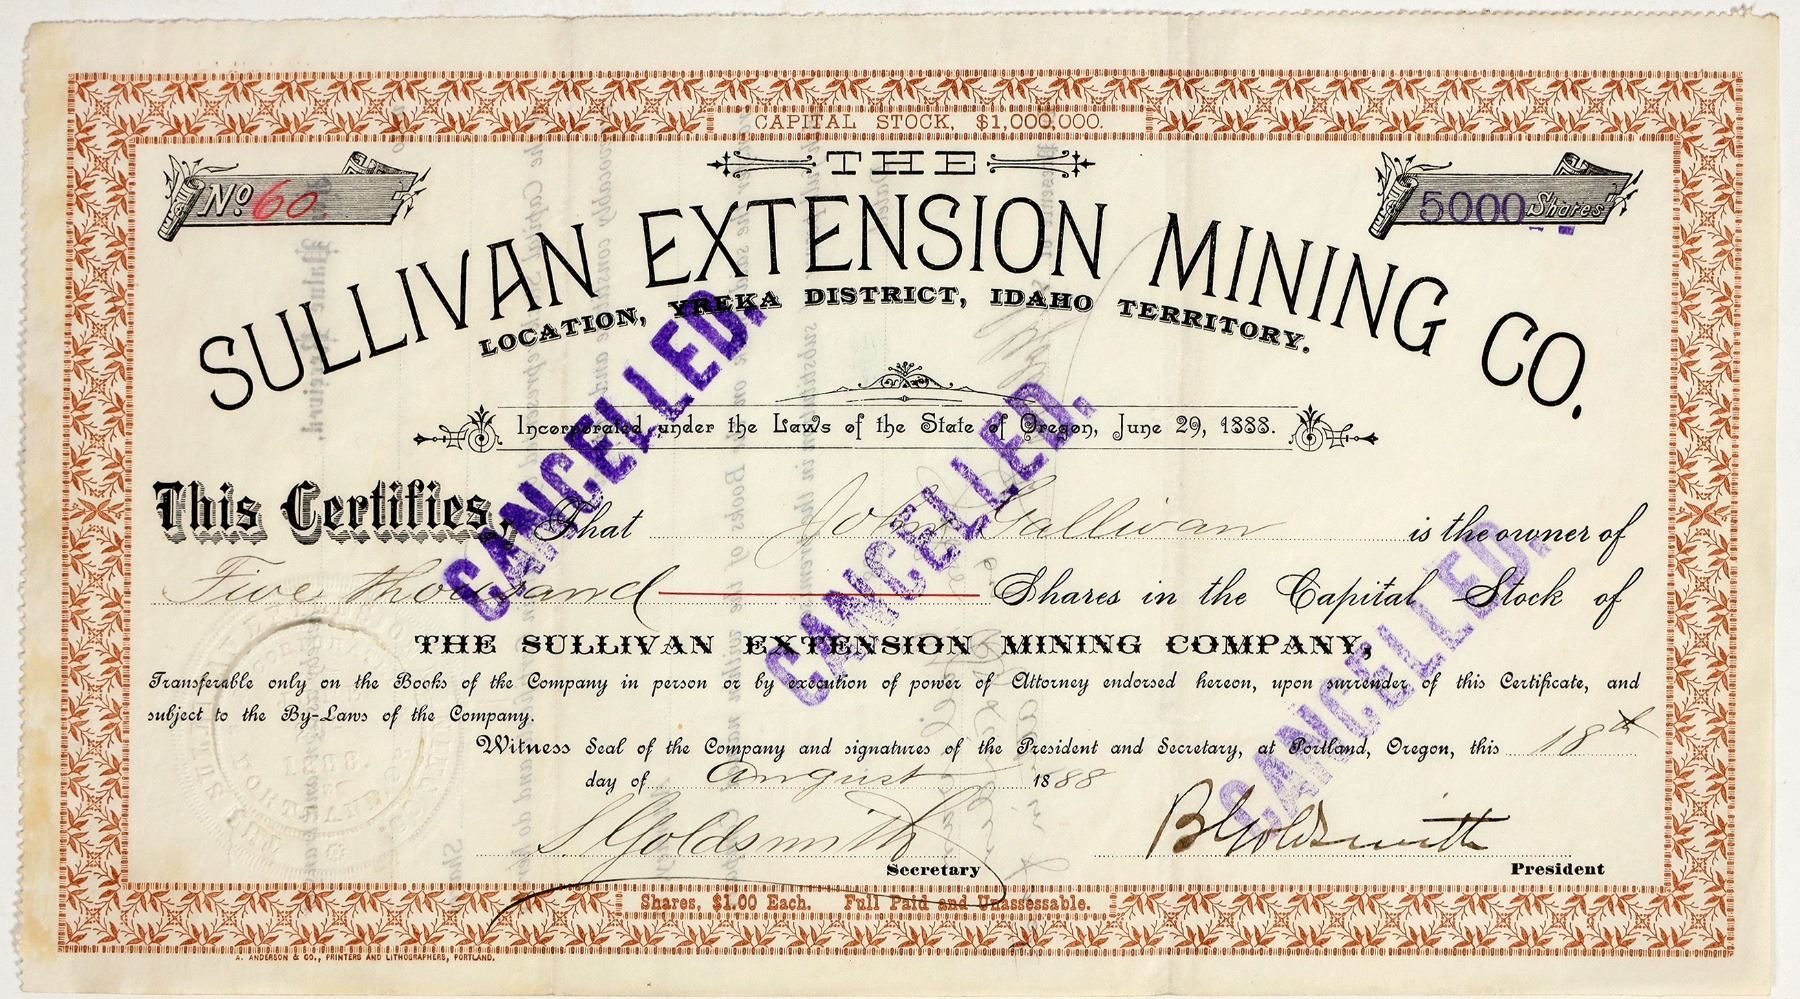 CAPITAL STOCK, $1,000,000.
THE
No. 60.
5000 Shares
SULLIVAN EXTENSION MINING CO.
LOCATION, YREKA DISTRICT, IDAHO TERRITORY.
Incorporated under the Laws of the State of Oregon, June 29, 1888.
This Certifies, That John Gallivan is the owner of
Five thousand Shares in the Capital Stock of
THE SULLIVAN EXTENSION MINING COMPANY,
Transferable only on the Books of the Company in person or by execution of power of Attorney endorsed hereon, upon surrender of this Certificate, and
subject to the By-Laws of the Company.
Witness Seal of the Company and signatures of the President and Secretary, at Portland, Oregon, this 18th
day of August 1888
S Goldsmith
Secretary
B Goldsmith
President
CANCELLED.
CANCELLED.
CANCELLED.
Shares, $1.00 Each. Full Paid and Unassessable.
A. ANDERSON & CO., PRINTERS AND LITHOGRAPHERS, PORTLAND.